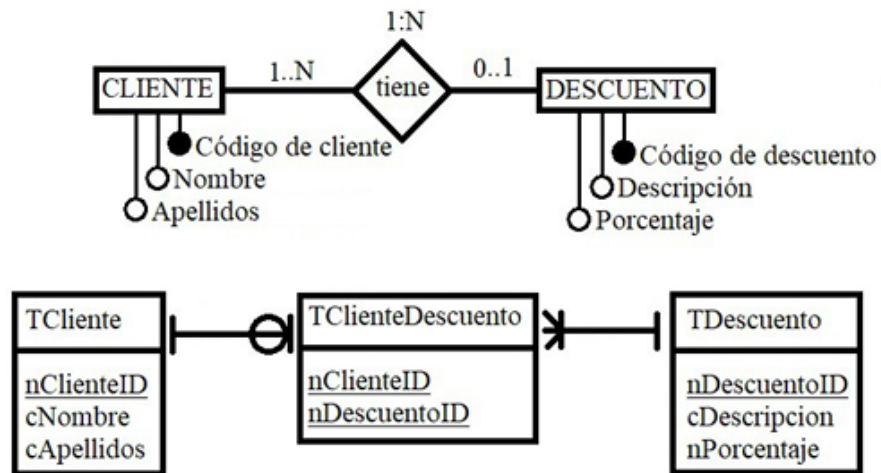 1:N
1..N
tiene
0..1
CLIENTE
DESCUENTO
Código de cliente
Nombre
Apellidos
Código de descuento
Descripción
Porcentaje
TCliente
nClienteID
cNombre
cApellidos
TClienteDescuento
nClienteID
nDescuentoID
TDescuento
nDescuentoID
cDescripcion
nPorcentaje